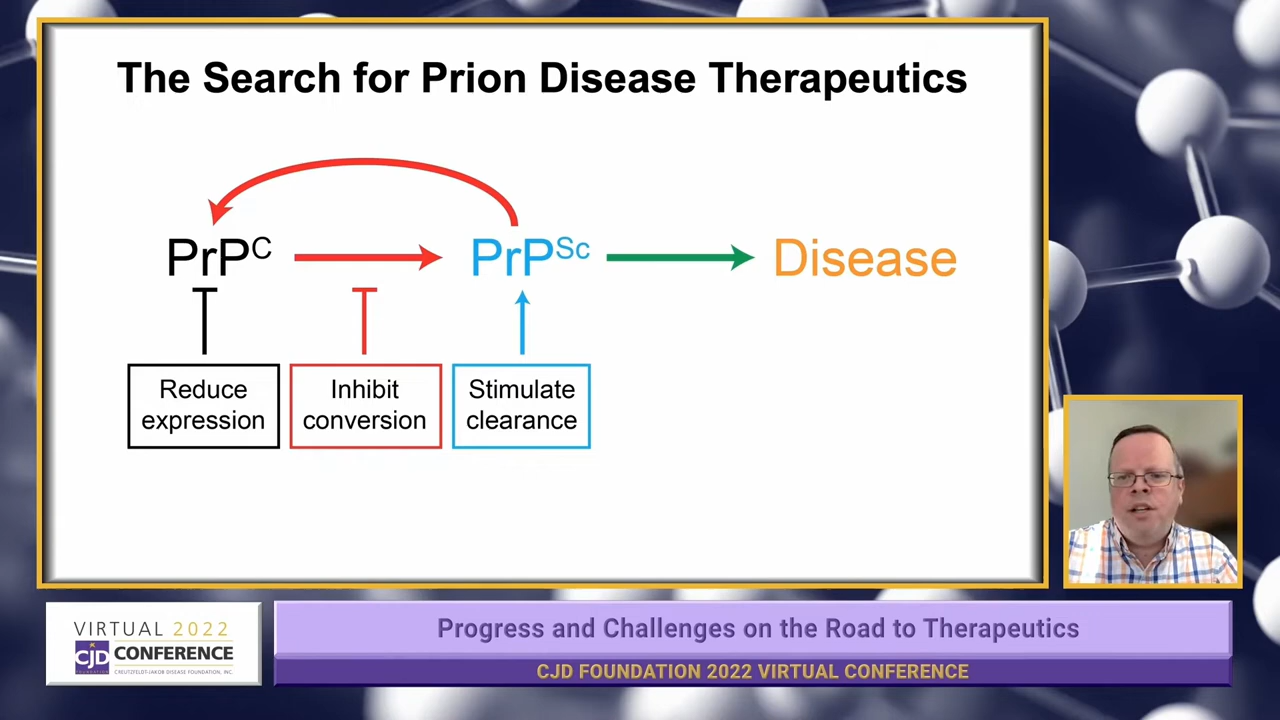 The Search for Prion Disease Therapeutics
PrPC
PrPSc
Disease
Reduce
expression
Inhibit
conversion
Stimulate
clearance
VIRTUAL 2022
CJD
FOUNDATION
CONFERENCE
CREUTZFELDT-JAKOB DISEASE FOUNDATION, INC.
Progress and Challenges on the Road to Therapeutics
CJD FOUNDATION 2022 VIRTUAL CONFERENCE